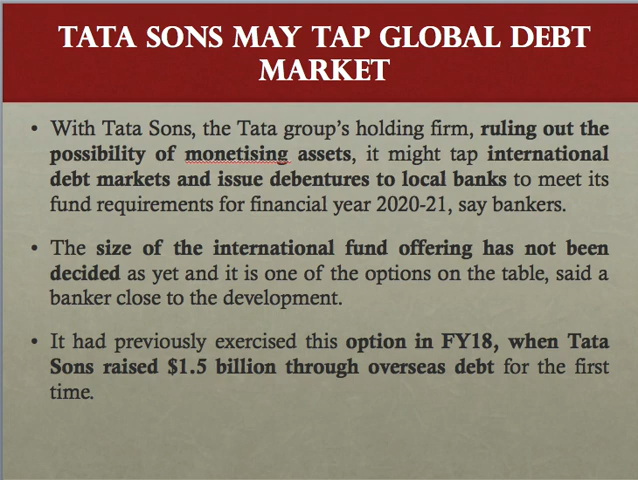 TATA SONS MAY TAP GLOBAL DEBT
MARKET
• With Tata Sons, the Tata group's holding firm, ruling out the
possibility of monetising assets, it might tap international
debt markets and issue debentures to local banks to meet its
fund requirements for financial year 2020-21, say bankers.
• The size of the international fund offering has not been
decided as yet and it is one of the options on the table, said a
banker close to the development.
• It had previously exercised this option in FY18, when Tata
Sons raised $1.5 billion through overseas debt for the first
time.